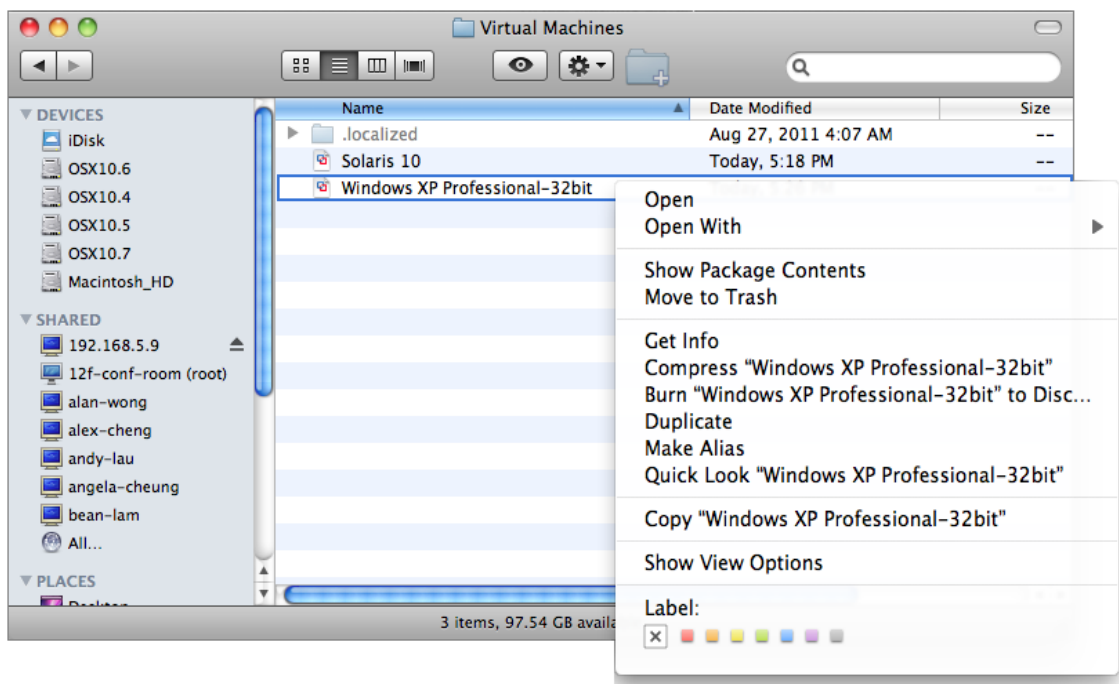 Virtual Machines
Name Date Modified Size
DEVICES
iDisk
OSX10.6
OSX10.4
OSX10.5
OSX10.7
Macintosh_HD
SHARED
192.168.5.9
12f-conf-room (root)
alan-wong
alex-cheng
andy-lau
angela-cheung
bean-lam
All...
PLACES
Desktop
.localized Aug 27, 2011 4:07 AM --
Solaris 10 Today, 5:18 PM --
Windows XP Professional-32bit --
Open
Open With
Show Package Contents
Move to Trash
Get Info
Compress “Windows XP Professional-32bit”
Burn “Windows XP Professional-32bit” to Disc...
Duplicate
Make Alias
Quick Look “Windows XP Professional-32bit”
Copy “Windows XP Professional-32bit”
Show View Options
Label:
3 items, 97.54 GB availa